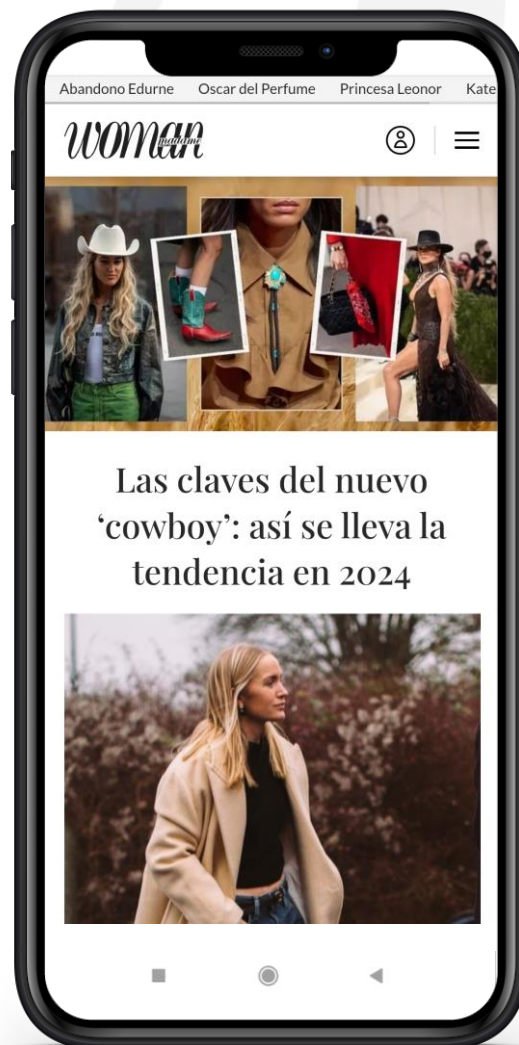 Abandono Edurne Oscar del Perfume Princesa Leonor Kate
woman
madame
Las claves del nuevo
‘cowboy’: así se lleva la
tendencia en 2024